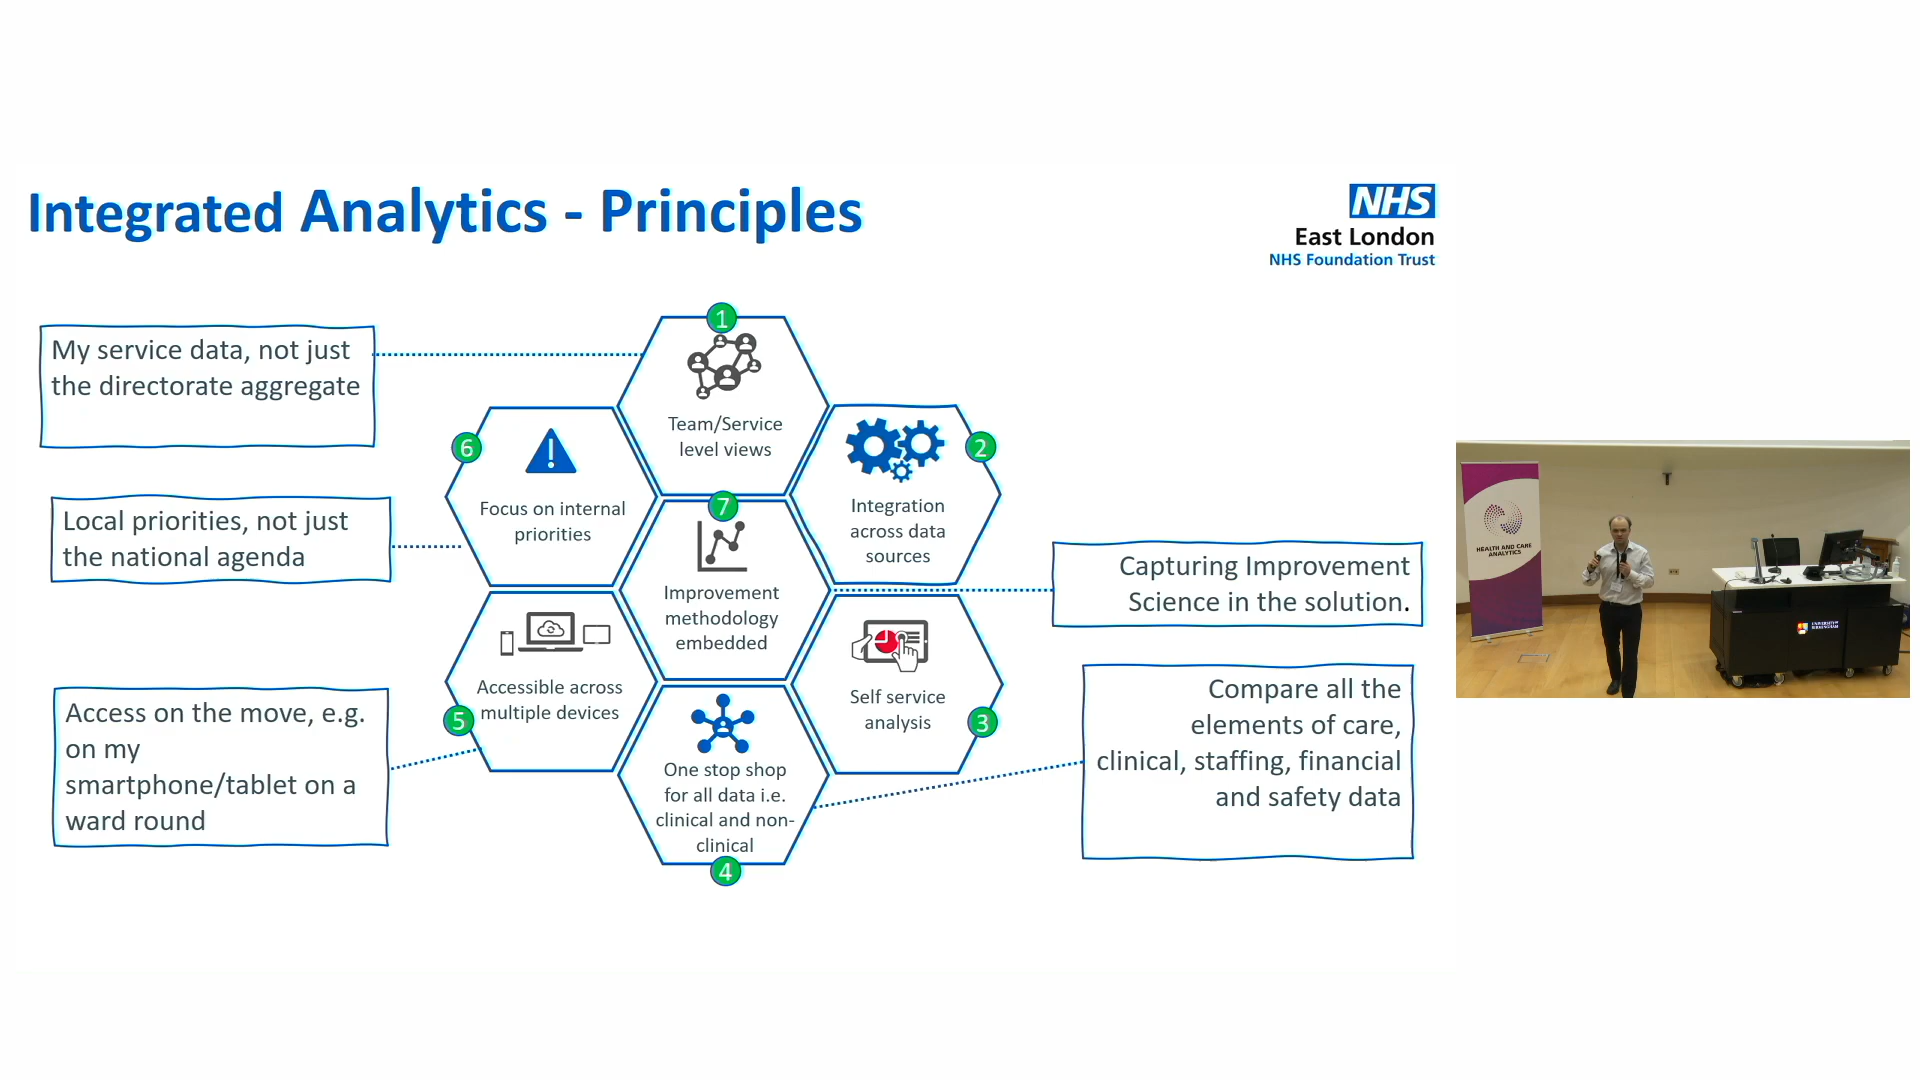 Integrated Analytics - Principles
NHS
East London
NHS Foundation Trust
My service data, not just
the directorate aggregate
Local priorities, not just
the national agenda
Access on the move, e.g.
on my
smartphone/tablet on a
ward round
1
Team/Service
level views
2
Integration
across data
sources
3
Self service
analysis
4
One stop shop
for all data i.e.
clinical and non-
clinical
5
Accessible across
multiple devices
6
Focus on internal
priorities
7
Improvement
methodology
embedded
Capturing Improvement
Science in the solution.
Compare all the
elements of care,
clinical, staffing, financial
and safety data
HEALTH AND CARE
ANALYTICS
UNIVERSITY OF
BIRMINGHAM